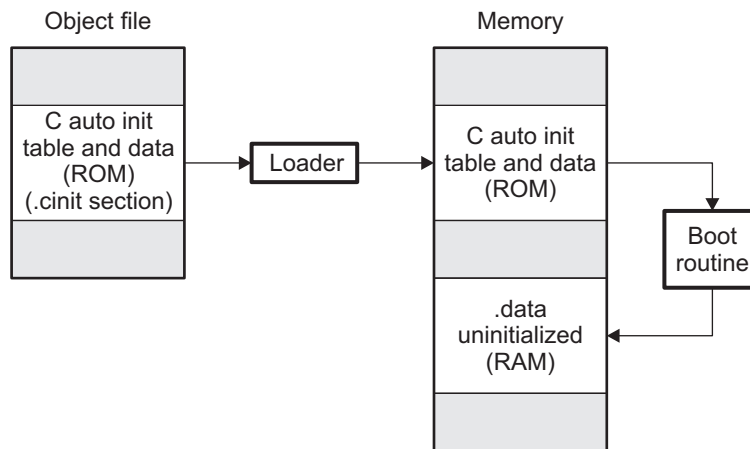 Object file
Memory
C auto init
table and data
(ROM)
(.cinit section)
Loader
C auto init
table and data
(ROM)
Boot
routine
.data
uninitialized
(RAM)